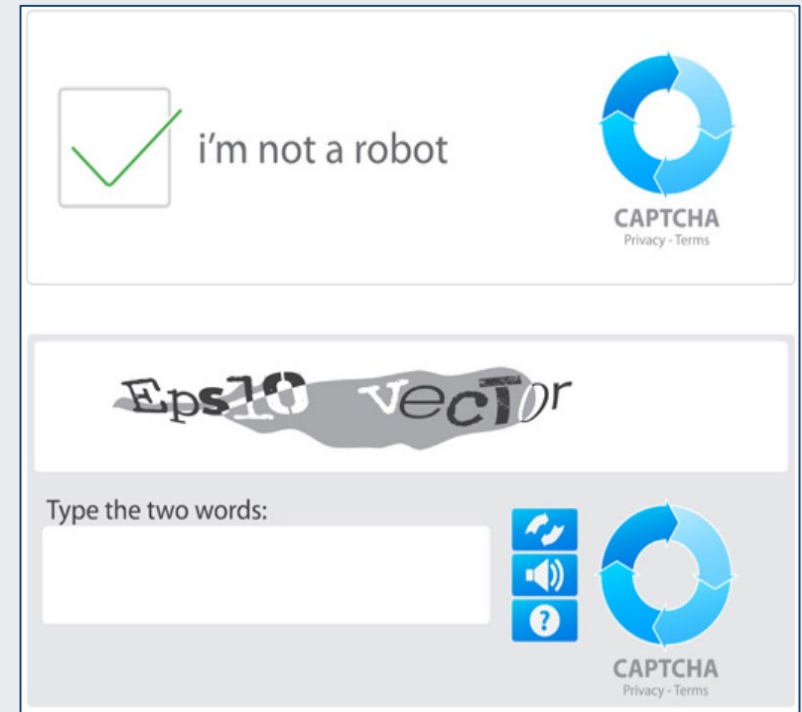 i'm not a robot
CAPTCHA
Privacy - Terms
Eps10 vecTor
Type the two words:
?
CAPTCHA
Privacy - Terms